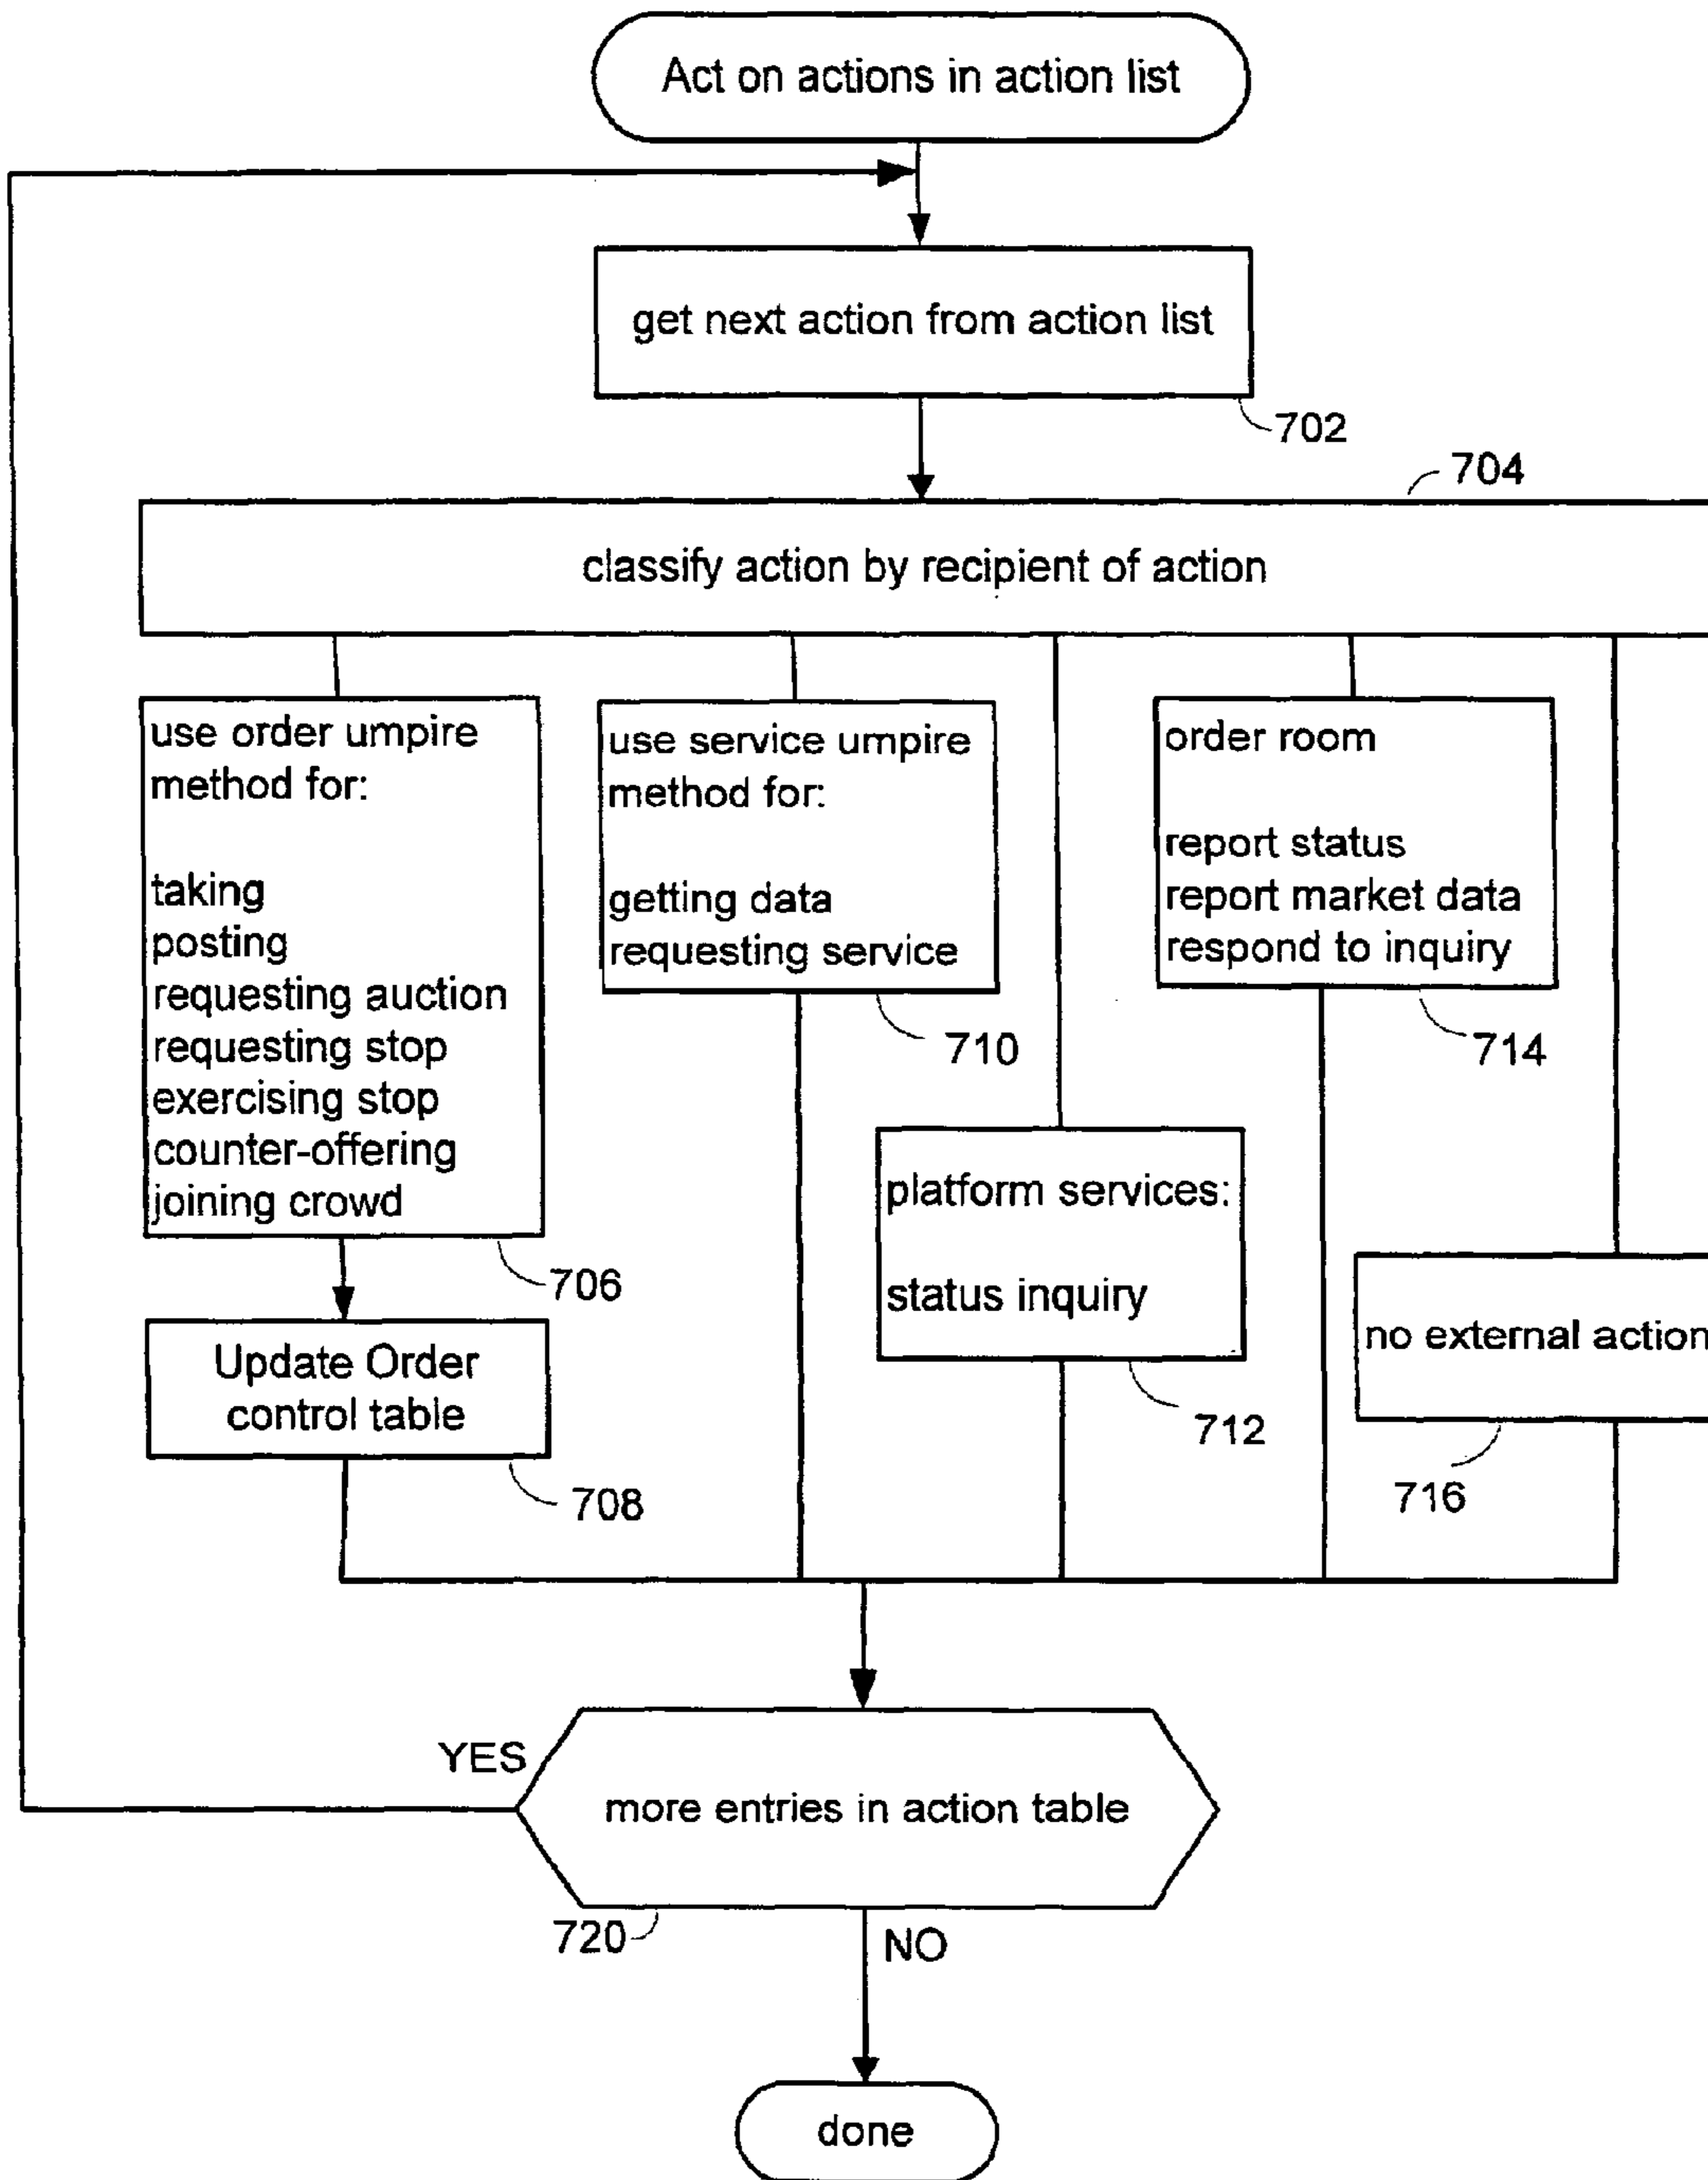 Act on actions in action list
get next action from action list
702
704
classify action by recipient of action
use order umpire
method for:
taking
posting
requesting auction
requesting stop
exercising stop
counter-offering
joining crowd
706
Update Order
control table
708
use service umpire
method for:
getting data
requesting service
710
platform services:
status inquiry
712
order room
report status
report market data
respond to inquiry
714
no external action
716
YES
more entries in action table
720
NO
done